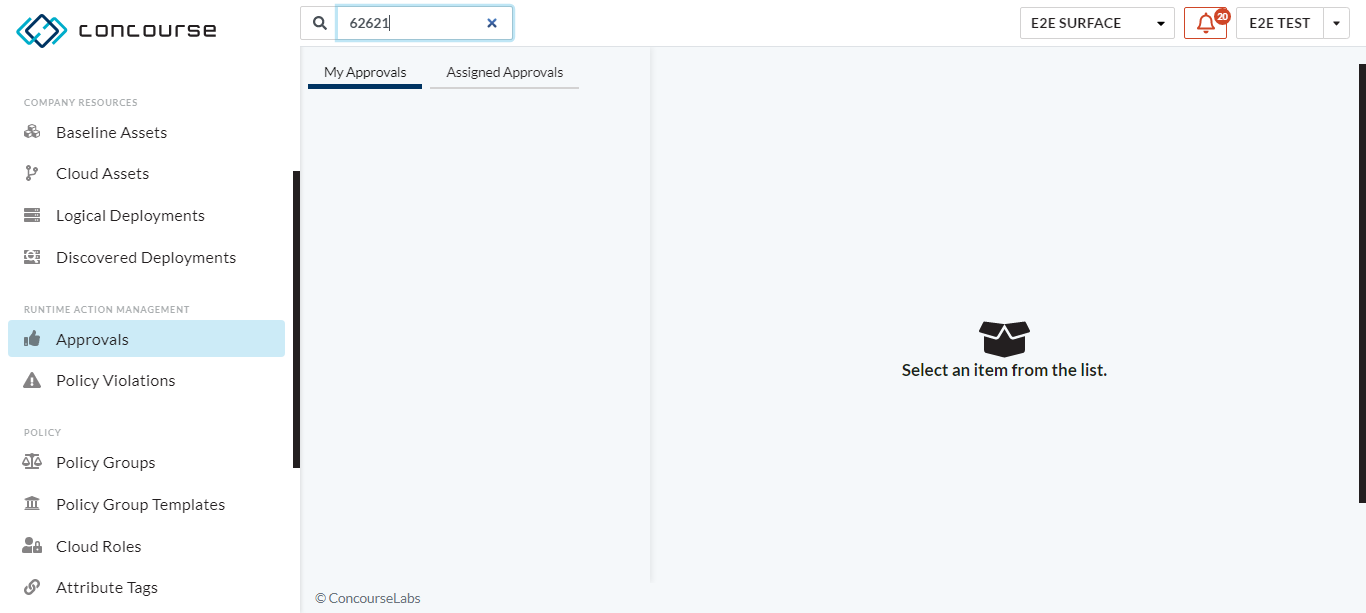 concourse
62621
E2E SURFACE
20
E2E TEST
COMPANY RESOURCES
Baseline Assets
Cloud Assets
Logical Deployments
Discovered Deployments
RUNTIME ACTION MANAGEMENT
Approvals
Policy Violations
POLICY
Policy Groups
Policy Group Templates
Cloud Roles
Attribute Tags
My Approvals
Assigned Approvals
Select an item from the list.
© ConcourseLabs